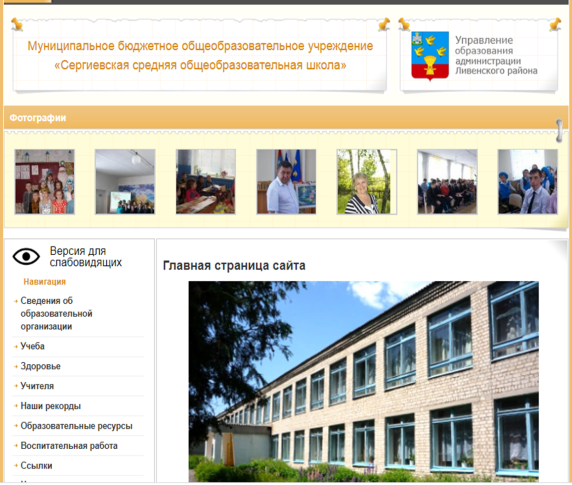 Муниципальное бюджетное общеобразовательное учреждение
«Сергиевская средняя общеобразовательная школа»
Управление
образования
администрации
Ливенского района
Фотографии
Версия для
слабовидящих
Навигация
Сведения об
образовательной
организации
Учеба
Здоровье
Учителя
Наши рекорды
Образовательные ресурсы
Воспитательная работа
Ссылки
Главная страница сайта